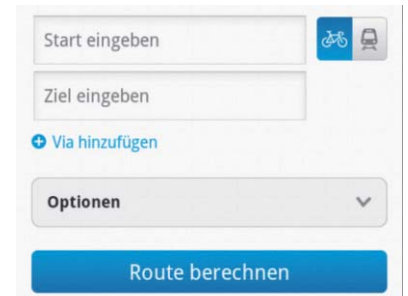 Start eingeben
Ziel eingeben
Via hinzufügen
Optionen
Route berechnen